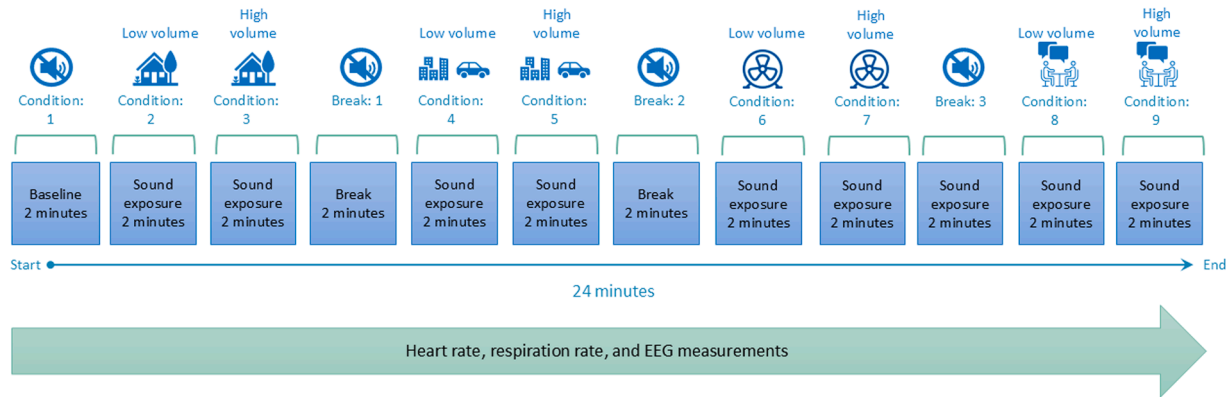 Low volume
High
volume
Low volume
High
volume
Low volume
High
volume
Low volume
High
volume
Condition:
1
Condition:
2
Condition:
3
Break: 1
Condition:
4
Condition:
5
Break: 2
Condition:
6
Condition:
7
Break: 3
Condition:
8
Condition:
9
Baseline
2 minutes
Sound
exposure
2 minutes
Sound
exposure
2 minutes
Break
2 minutes
Sound
exposure
2 minutes
Sound
exposure
2 minutes
Break
2 minutes
Sound
exposure
2 minutes
Sound
exposure
2 minutes
Sound
exposure
2 minutes
Sound
exposure
2 minutes
Sound
exposure
2 minutes
Start
End
24 minutes
Heart rate, respiration rate, and EEG measurements